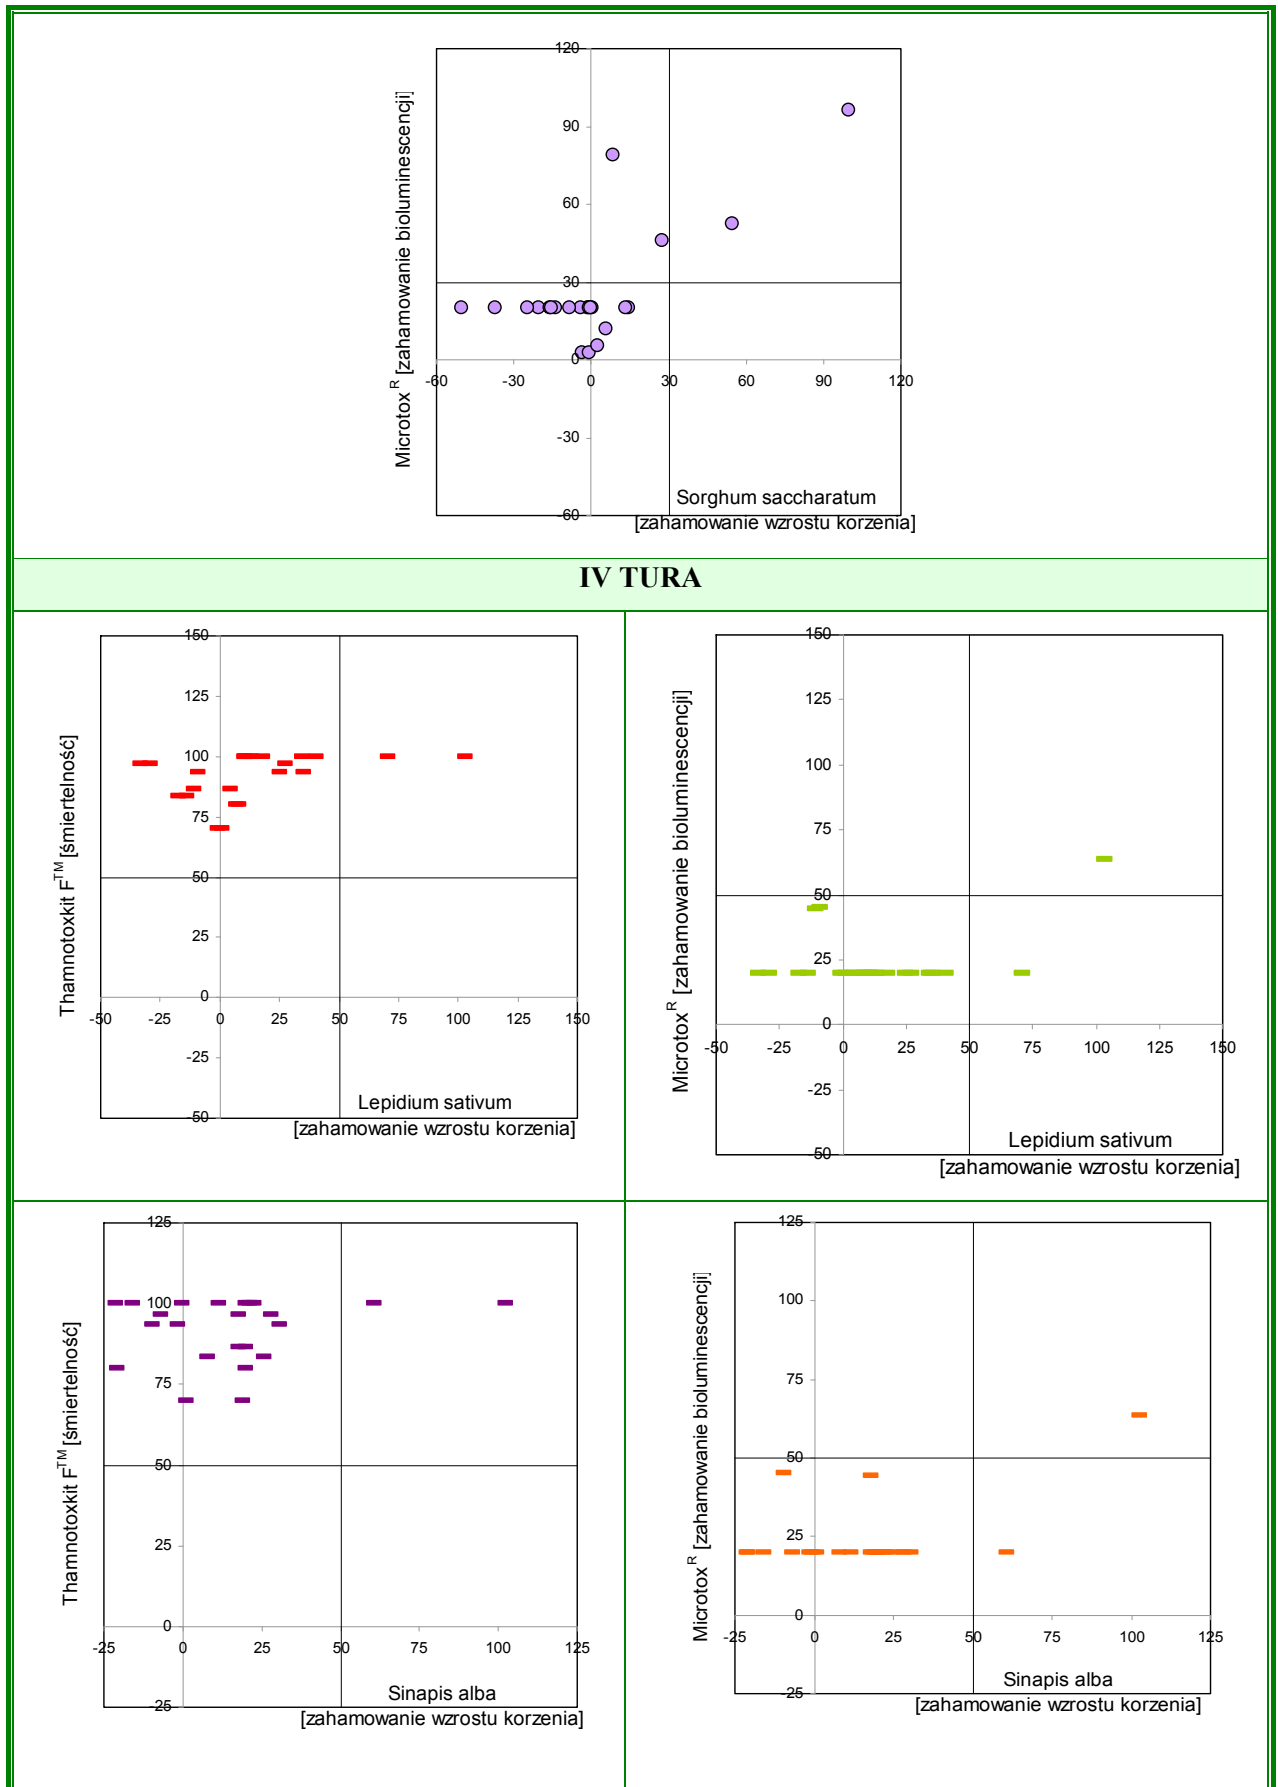 120
90
60
30
0
-30
-60
-60 -30 0 30 60 90 120
Microtox R [zahamowanie bioluminescencji]
Sorghum saccharatum
[zahamowanie wzrostu korzenia]
IV TURA
150
125
100
75
50
25
0
-25
-50
-50 -25 0 25 50 75 100 125 150
Thamnotoxkit F TM [śmiertelność]
Lepidium sativum
[zahamowanie wzrostu korzenia]
150
125
100
75
50
25
0
-25
-50
-50 -25 0 25 50 75 100 125 150
Microtox R [zahamowanie bioluminescencji]
Lepidium sativum
[zahamowanie wzrostu korzenia]
125
100
75
50
25
0
-25
-25 0 25 50 75 100 125
Thamnotoxkit F TM [śmiertelność]
Sinapis alba
[zahamowanie wzrostu korzenia]
125
100
75
50
25
0
-25
-25 0 25 50 75 100 125
Microtox R [zahamowanie bioluminescencji]
Sinapis alba
[zahamowanie wzrostu korzenia]